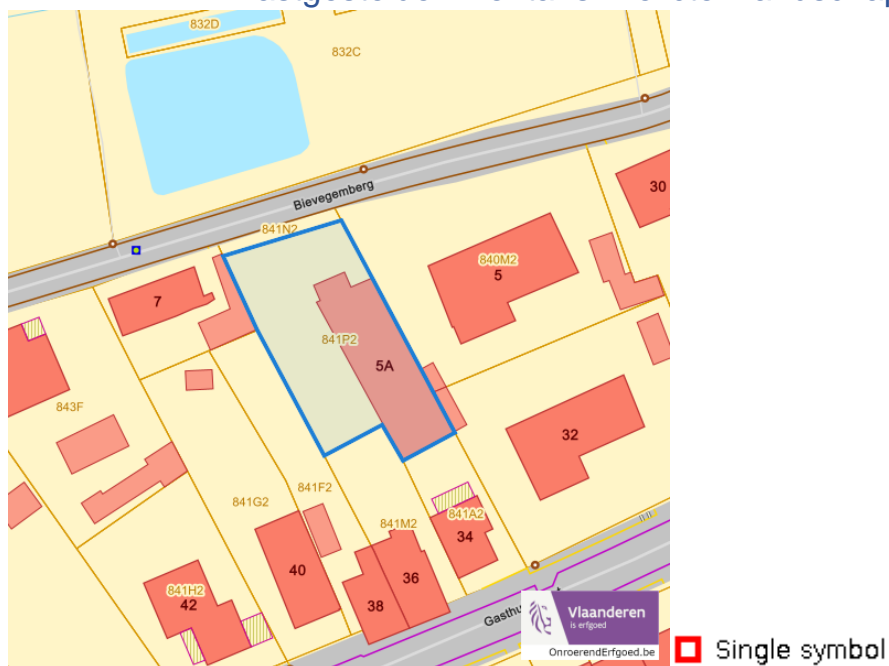 832D
832C
Bievegemberg
841N2
30
840M2
5
7
841P2
5A
843F
32
841G2
841F2
841M2
841A2
34
40
36
38
841H2
42
Vlaanderen
is erfgoed
OnroerendErfgoed.be
Single symbol